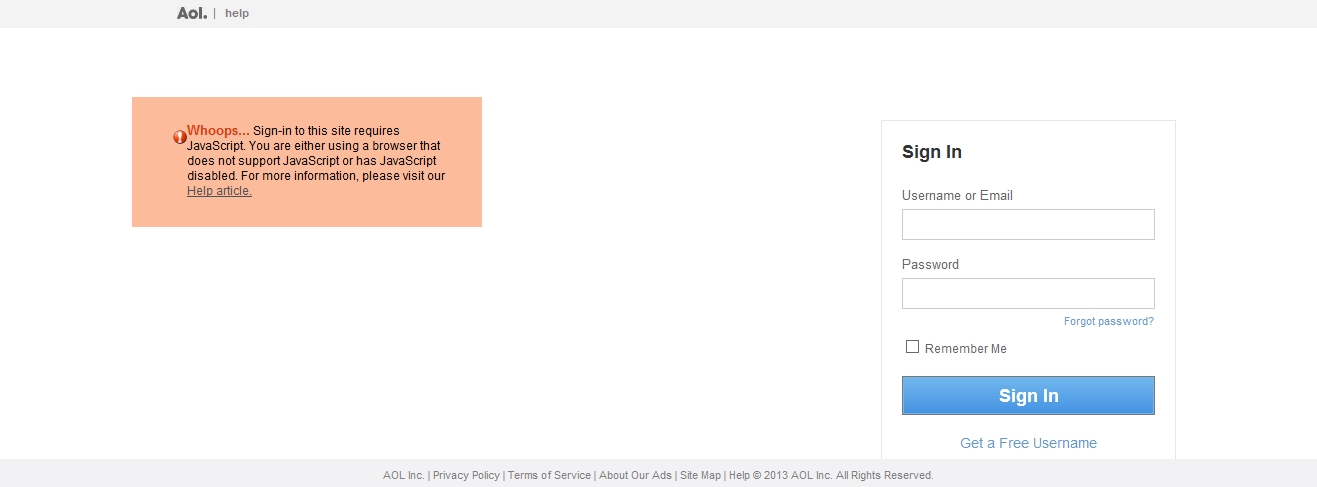 Aol. | help
Whoops... Sign-in to this site requires
JavaScript. You are either using a browser that
does not support JavaScript or has JavaScript
disabled. For more information, please visit our
Help article.
Sign In
Username or Email
Password
Forgot password?
Remember Me
Sign In
Get a Free Username
AOL Inc. | Privacy Policy | Terms of Service | About Our Ads | Site Map | Help © 2013 AOL Inc. All Rights Reserved.